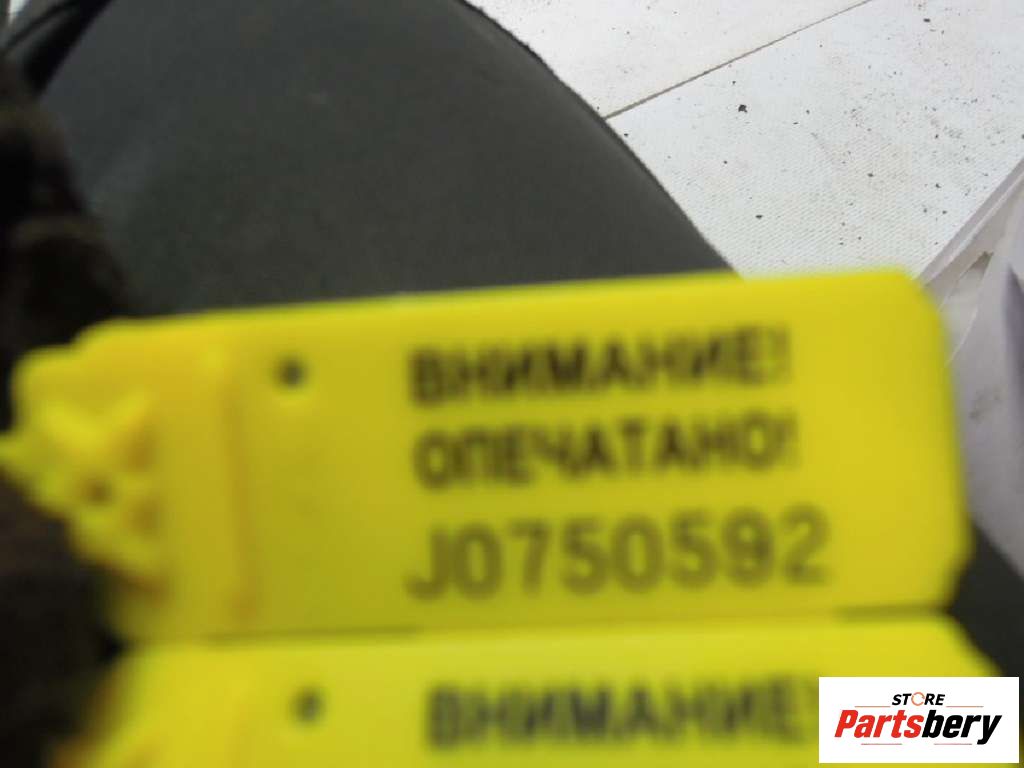 ВНИМАНИЕ!
ОПЕЧАТАНО!
J0750592
ВНИМАНИЕ!
STORE
Partsbery